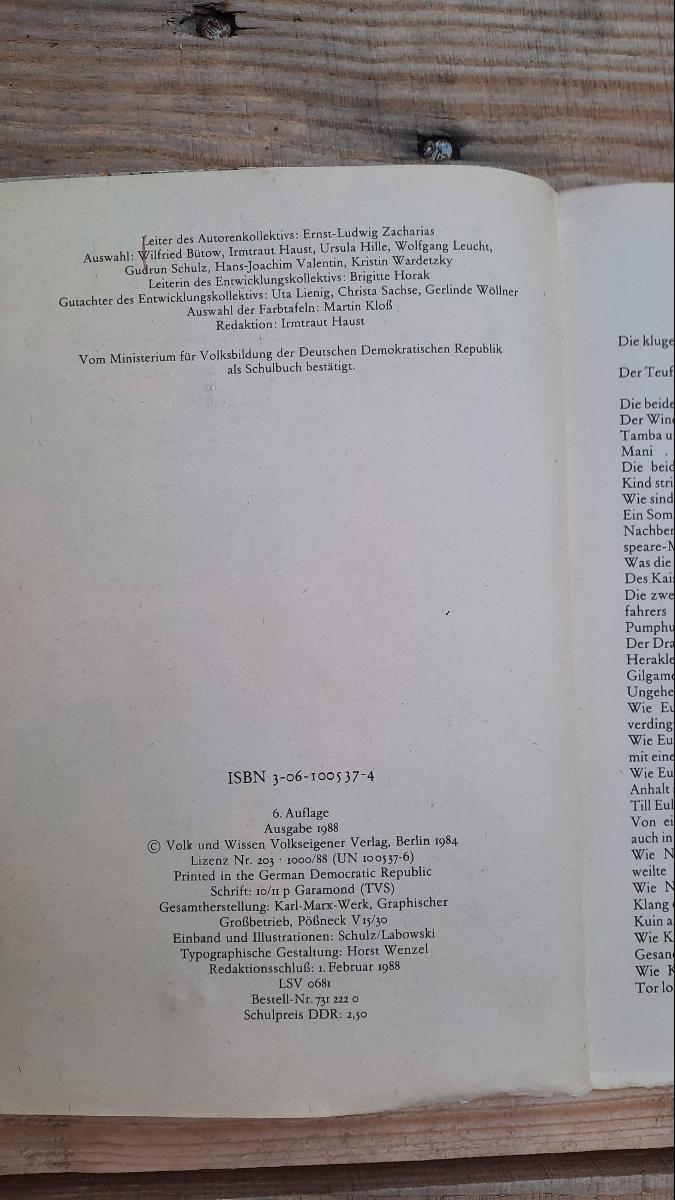 Leiter des Autorenkollektivs: Ernst-Ludwig Zacharias
Auswahl: Wilfried Bütow, Irmtraut Haust, Ursula Hille, Wolfgang Leucht,
Gudrun Schulz, Hans-Joachim Valentin, Kristin Wardetzky
Leiterin des Entwicklungskollektivs: Brigitte Horak
Gutachter des Entwicklungskollektivs: Uta Lienig, Christa Sachse, Gerlinde Wöllner
Auswahl der Farbtafeln: Martin Kloß
Redaktion: Irmtraut Haust
Vom Ministerium für Volksbildung der Deutschen Demokratischen Republik
als Schulbuch bestätigt.
ISBN 3-06-100537-4
6. Auflage
Ausgabe 1988
© Volk und Wissen Volkseigener Verlag, Berlin 1984
Lizenz Nr. 203 · 1000/88 (UN 100537-6)
Printed in the German Democratic Republic
Schrift: 10/11 p Garamond (TVS)
Gesamtherstellung: Karl-Marx-Werk, Graphischer
Großbetrieb, Pößneck V15/30
Einband und Illustrationen: Schulz/Labowski
Typographische Gestaltung: Horst Wenzel
Redaktionsschluß: 1. Februar 1988
LSV 0681
Bestell-Nr. 731 222 0
Schulpreis DDR: 2,50
Die kluge
Der Teuf
Die beide
Der Win
Tamba u
Mani .
Die beid
Kind stri
Wie sind
Ein Som
Nachber
speare-M
Was die
Des Kai
Die zwe
fahrers
Pumphu
Der Dra
Herakle
Gilgame
Ungehe
Wie Eu
verding
Wie Eu
mit eine
Wie Eu
Anhalt
Till Eul
Von ei
auch in
Wie N
weilte
Wie N
Klang
Kuin a
Wie K
Gesan
Wie K
Tor lo